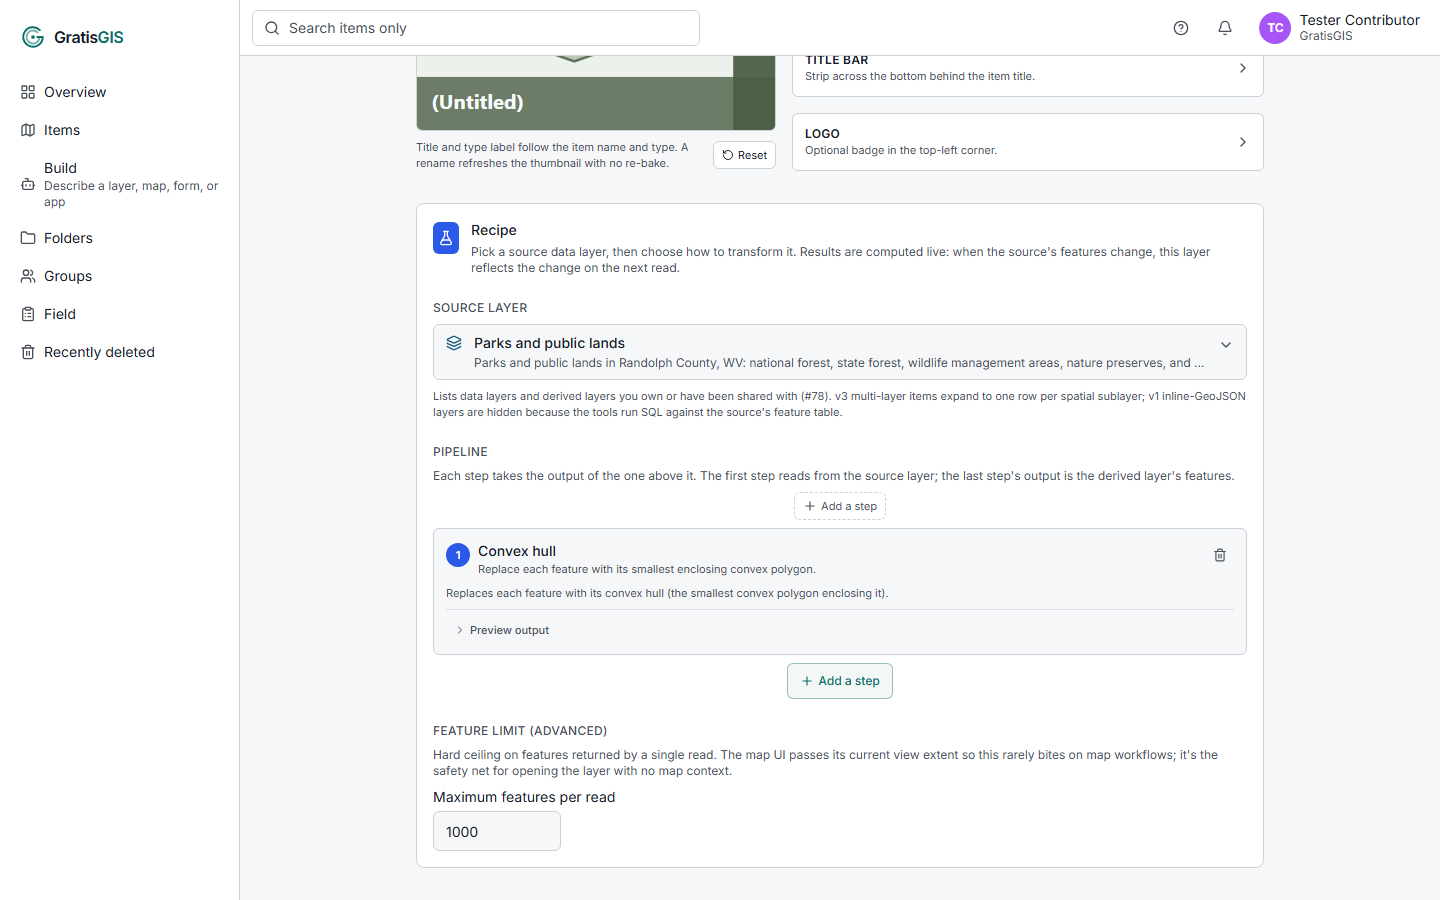 GratisGIS
Search items only
TC
Tester Contributor
GratisGIS
Overview
Items
Build
Describe a layer, map, form, or
app
Folders
Groups
Field
Recently deleted
(Untitled)
Title and type label follow the item name and type. A
rename refreshes the thumbnail with no re-bake.
Reset
TITLE BAR
Strip across the bottom behind the item title.
LOGO
Optional badge in the top-left corner.
Recipe
Pick a source data layer, then choose how to transform it. Results are computed live: when the source's features change, this layer
reflects the change on the next read.
SOURCE LAYER
Parks and public lands
Parks and public lands in Randolph County, WV: national forest, state forest, wildlife management areas, nature preserves, and ...
Lists data layers and derived layers you own or have been shared with (#78). v3 multi-layer items expand to one row per spatial sublayer; v1 inline-GeoJSON
layers are hidden because the tools run SQL against the source's feature table.
PIPELINE
Each step takes the output of the one above it. The first step reads from the source layer; the last step's output is the derived layer's features.
Add a step
1
Convex hull
Replace each feature with its smallest enclosing convex polygon.
Replaces each feature with its convex hull (the smallest convex polygon enclosing it).
Preview output
Add a step
FEATURE LIMIT (ADVANCED)
Hard ceiling on features returned by a single read. The map UI passes its current view extent so this rarely bites on map workflows; it's the
safety net for opening the layer with no map context.
Maximum features per read
1000